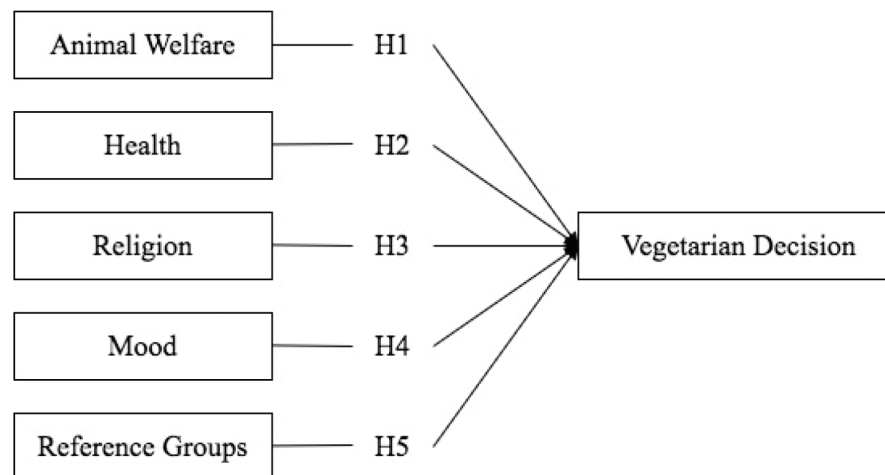 Animal Welfare H1
Health H2
Religion H3 Vegetarian Decision
Mood H4
Reference Groups H5